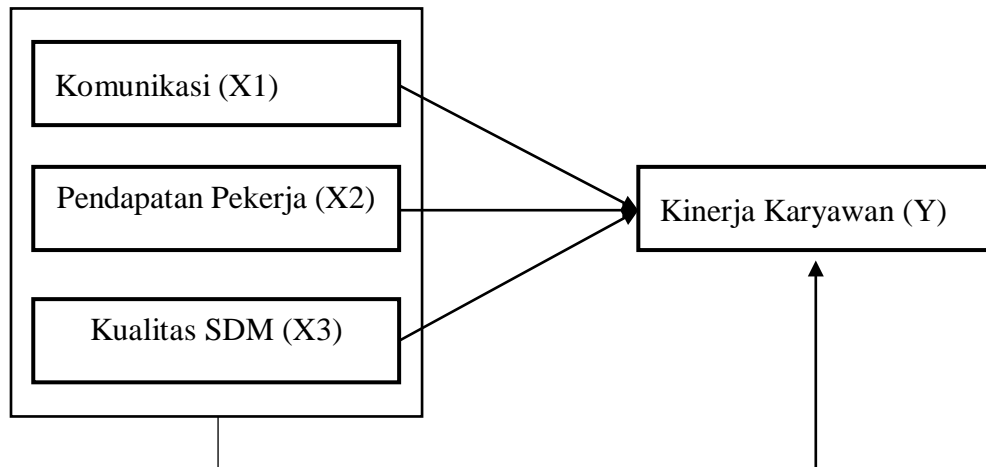 Komunikasi (X1)
Pendapatan Pekerja (X2)
Kinerja Karyawan (Y)
Kualitas SDM (X3)